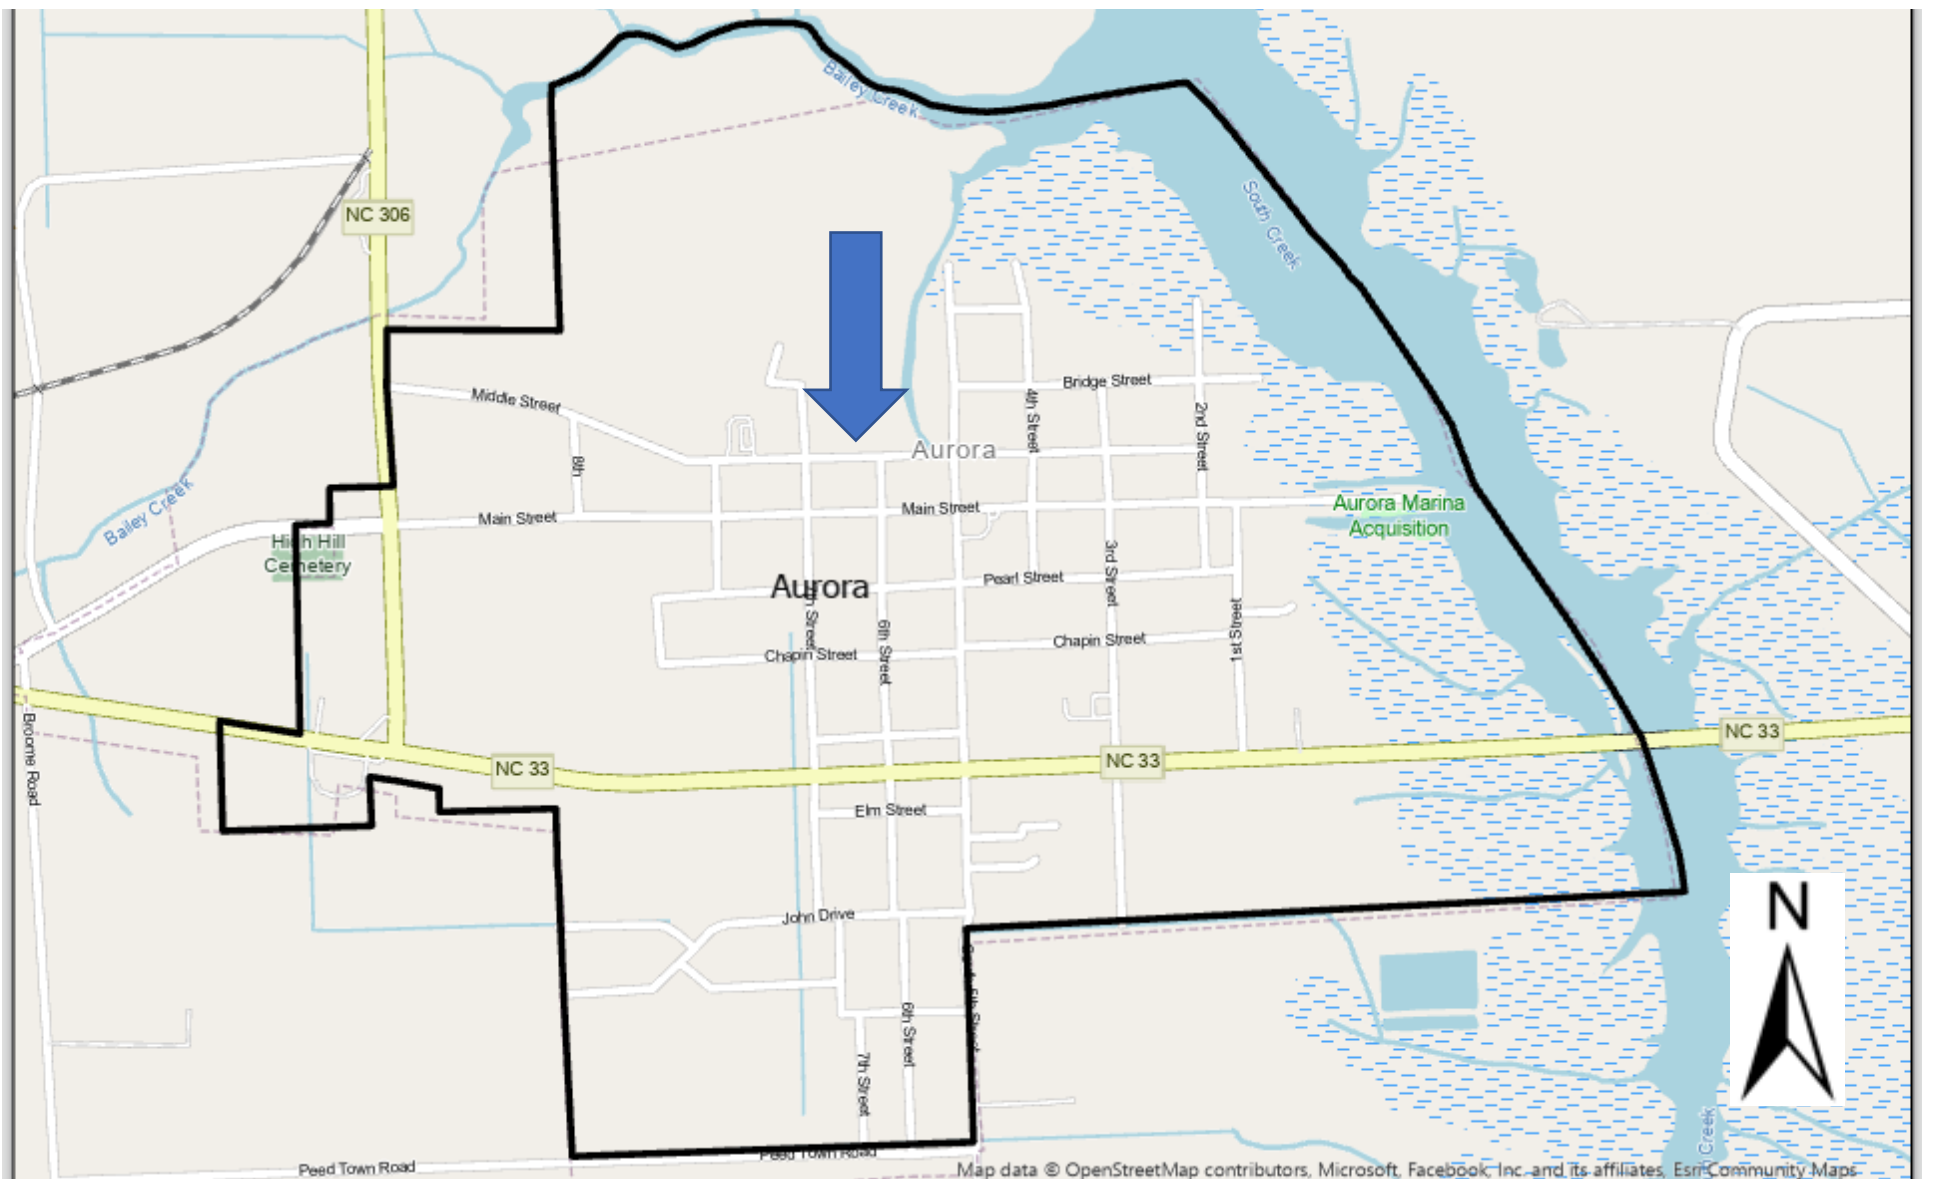 Bailey Creek
NC 306
South Creek
Middle Street
Bridge Street
4th Street
2nd Street
Aurora
8th
Bailey Creek
Main Street
Main Street
Aurora Marina
Acquisition
High Hill
Cemetery
3rd Street
Pearl Street
Aurora
Street
6th Street
1st Street
Chapin Street
Chapin Street
Broome Road
NC 33
NC 33
NC 33
Elm Street
N
John Drive
5th Street
6th Street
7th Street
Creek
Peed Town Road
Peed Town Road
Map data © OpenStreetMap contributors, Microsoft, Facebook, Inc. and its affiliates, Esri Community Maps